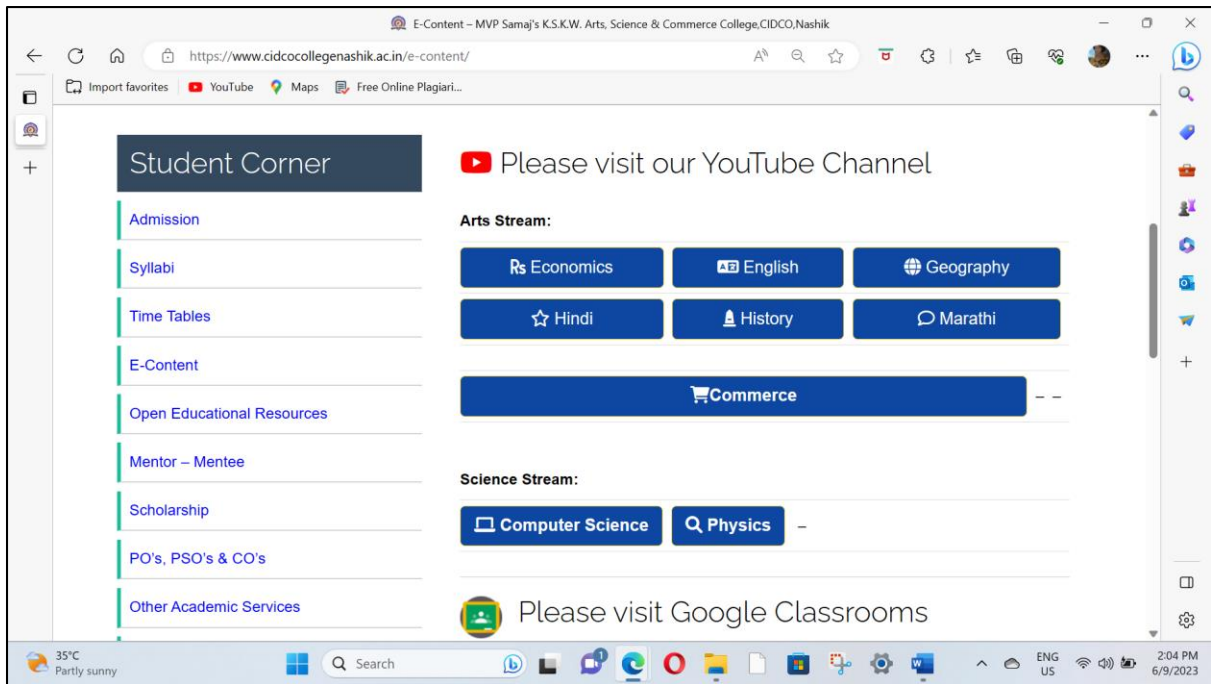 E-Content – MVP Samaj's K.S.K.W. Arts, Science & Commerce College,CIDCO,Nashik
https://www.cidcocollegenashik.ac.in/e-content/
Import favorites YouTube Maps Free Online Plagiari...
Student Corner
Admission
Syllabi
Time Tables
E-Content
Open Educational Resources
Mentor – Mentee
Scholarship
PO's, PSO's & CO's
Other Academic Services
Please visit our YouTube Channel
Arts Stream:
Rs Economics English Geography
Hindi History Marathi
Commerce – –
Science Stream:
Computer Science Physics –
Please visit Google Classrooms
35°C
Partly sunny
Search
1
ENG
US
2:04 PM
6/9/2023